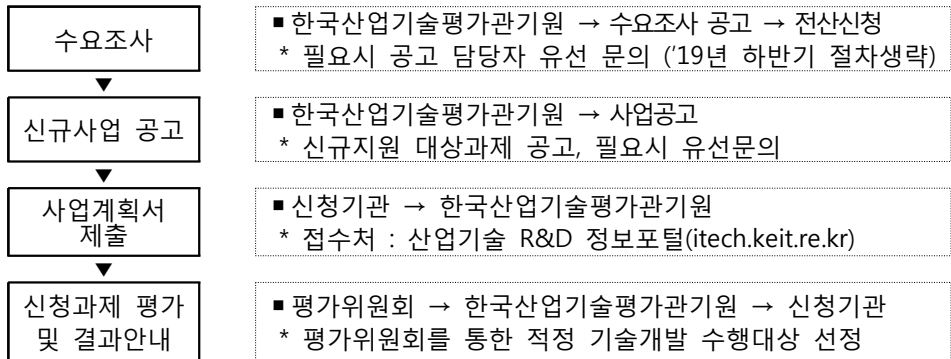 수요조사
■ 한국산업기술평가관기원 → 수요조사 공고 → 전산신청
* 필요시 공고 담당자 유선 문의 ('19년 하반기 절차생략)
▼
신규사업 공고
■ 한국산업기술평가관기원 → 사업공고
* 신규지원 대상과제 공고, 필요시 유선문의
▼
사업계획서
제출
■ 신청기관 → 한국산업기술평가관기원
* 접수처 : 산업기술 R&D 정보포털(itech.keit.re.kr)
▼
신청과제 평가
및 결과안내
■ 평가위원회 → 한국산업기술평가관기원 → 신청기관
* 평가위원회를 통한 적정 기술개발 수행대상 선정